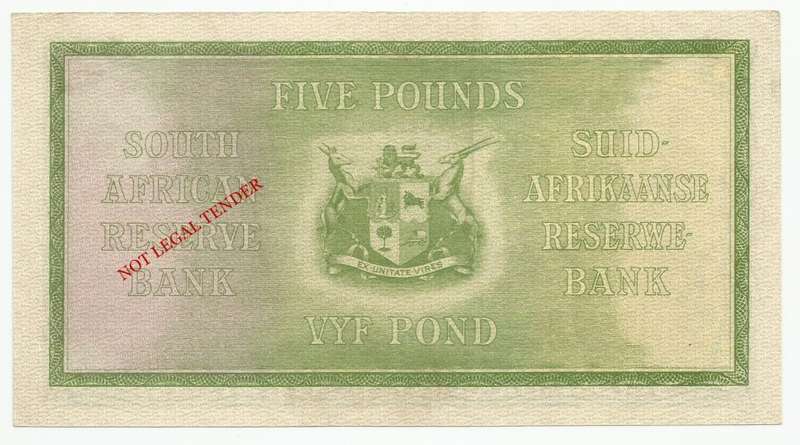 FIVE POUNDS
SOUTH
AFRICAN
RESERVE
BANK
NOT LEGAL TENDER
EX·UNITATE·VIRES
SUID-
AFRIKAANSE
RESERWE-
BANK
VYF POND